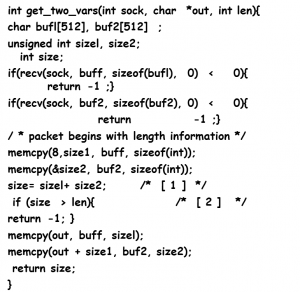 int get_two_vars(int sock, char *out, int len){
char bufl[512], buf2[512] ;
unsigned int sizel, size2;
int size;
if(recv(sock, buff, sizeof(bufl), 0) < 0){
return -1 ;}
if(recv(sock, buf2, sizeof(buf2), 0) < 0){
return -1 ;}
/ * packet begins with length information */
memcpy(8,size1, buff, sizeof(int));
memcpy(&size2, buf2, sizeof(int));
size= sizel+ size2; /* [ 1 ] */
if (size > len){ /* [ 2 ] */
return -1; }
memcpy(out, buff, sizel);
memcpy(out + size1, buf2, size2);
return size;
}